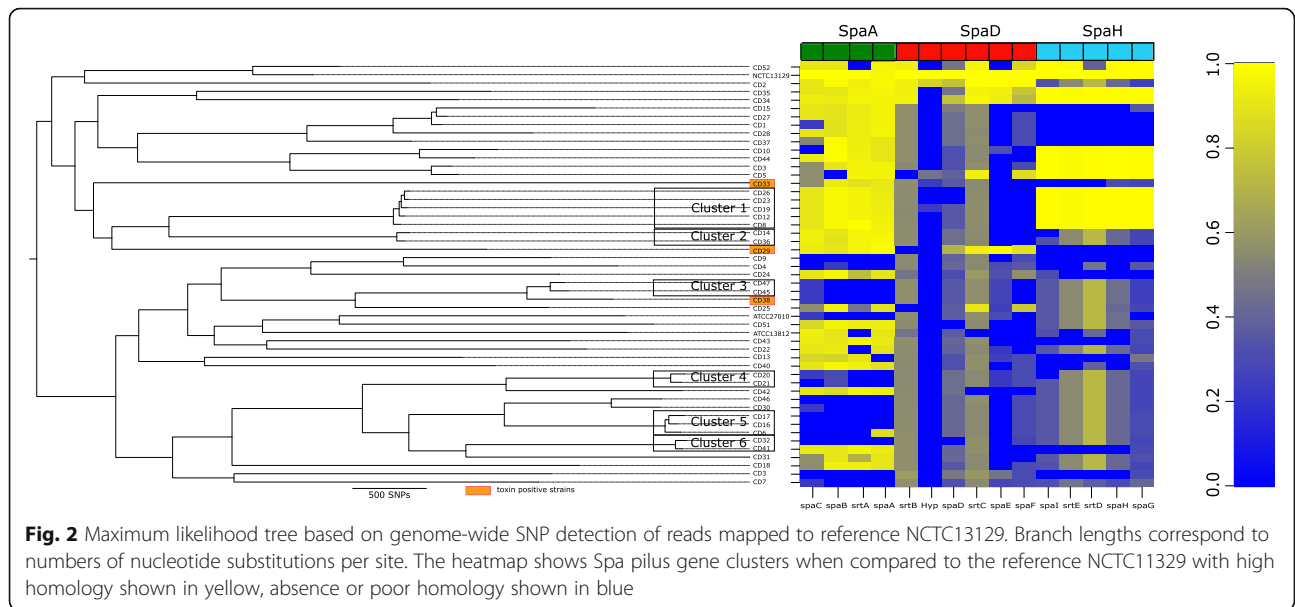 SpaA SpaD SpaH
CD52
NCTC13129
CD2
CD35
CD34
CD15
CD27
CD1
CD28
CD37
CD10
CD44
CD3
CD5
CD33
CD26
CD23
CD19
CD12
CD8
CD14
CD36
CD29
CD9
CD4
CD24
CD47
CD45
CD38
CD25
ATCC27010
CD51
ATCC13812
CD43
CD22
CD13
CD40
CD20
CD21
CD42
CD46
CD30
CD17
CD16
CD6
CD32
CD41
CD31
CD18
CD3
CD7
Cluster 1
Cluster 2
Cluster 3
Cluster 4
Cluster 5
Cluster 6
500 SNPs
toxin positive strains
spaC spaB srtA spaA srtB Hyp spaD srtC spaE spaF spaI srtE srtD spaH spaG
1.0
0.8
0.6
0.4
0.2
0.0
Fig. 2 Maximum likelihood tree based on genome-wide SNP detection of reads mapped to reference NCTC13129. Branch lengths correspond to
numbers of nucleotide substitutions per site. The heatmap shows Spa pilus gene clusters when compared to the reference NCTC11329 with high
homology shown in yellow, absence or poor homology shown in blue